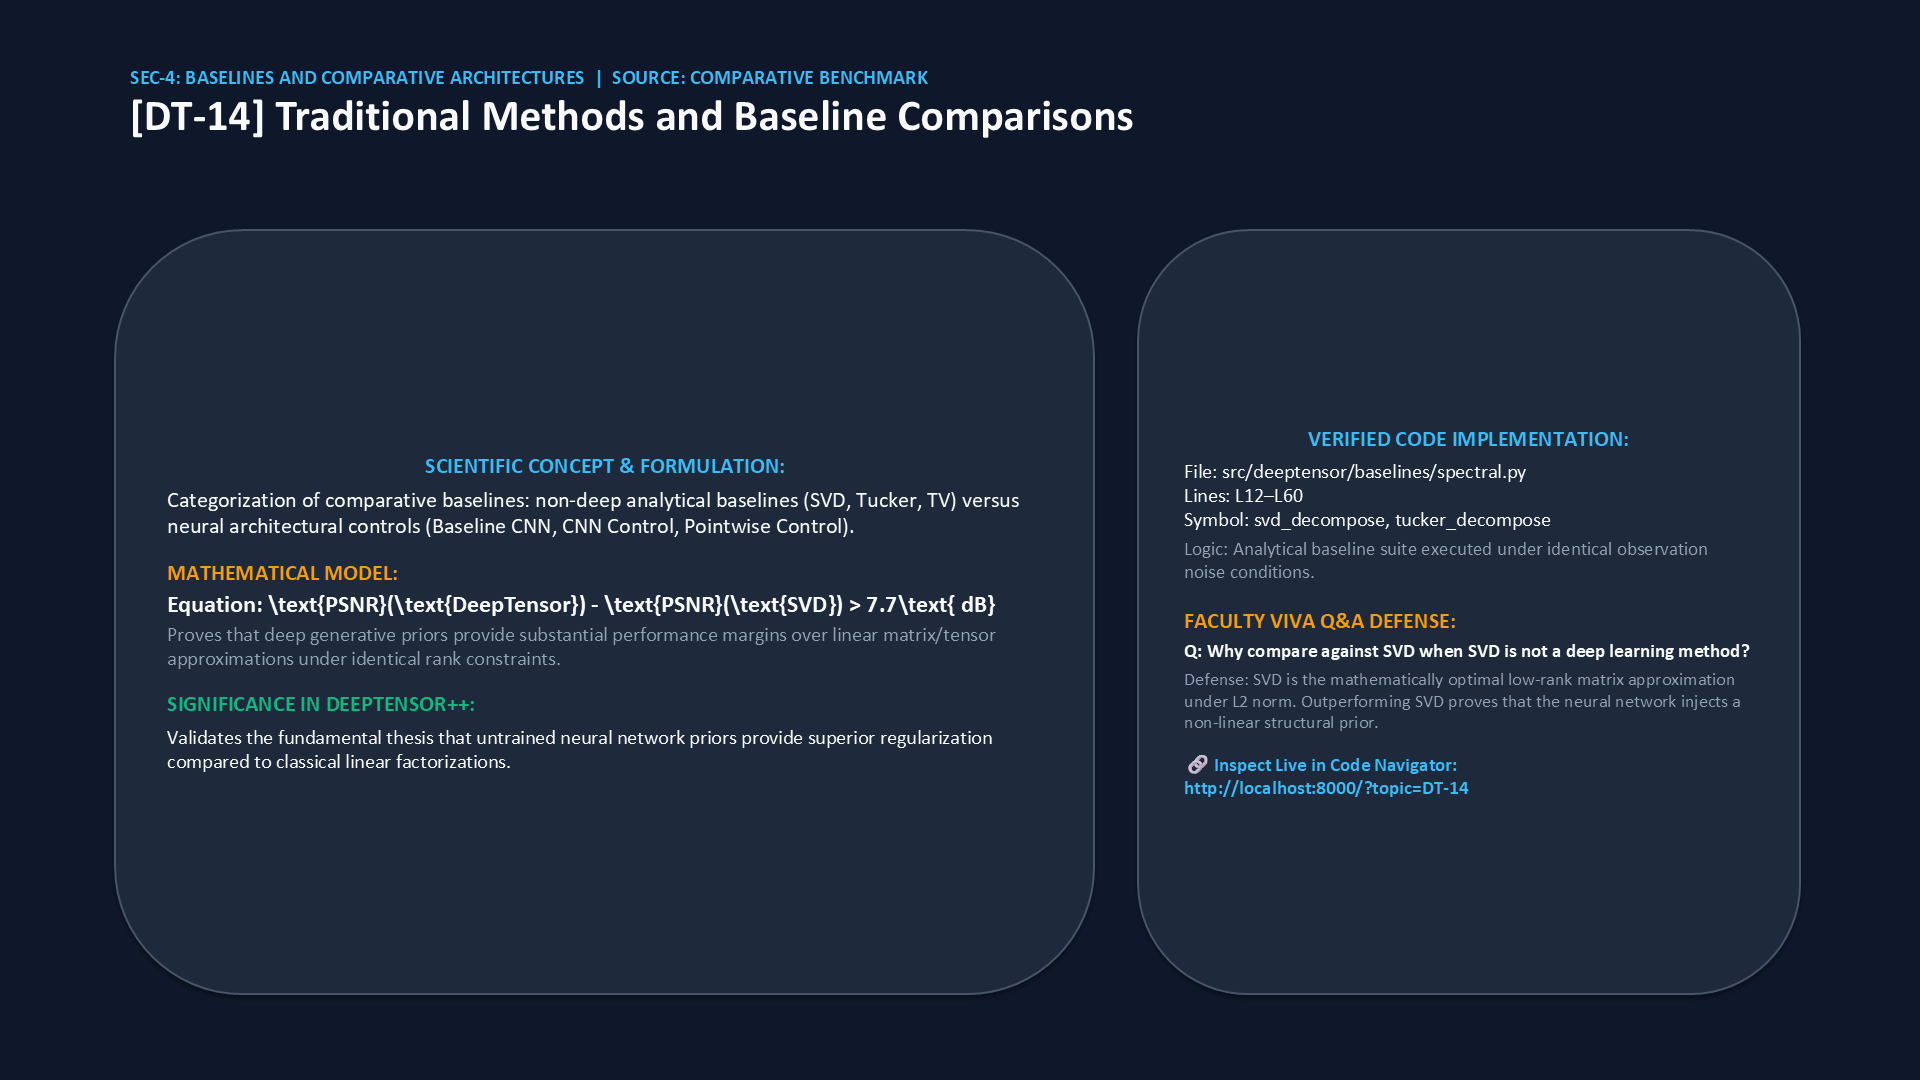 SEC-4: BASELINES AND COMPARATIVE ARCHITECTURES | SOURCE: COMPARATIVE BENCHMARK
[DT-14] Traditional Methods and Baseline Comparisons
SCIENTIFIC CONCEPT & FORMULATION:
Categorization of comparative baselines: non-deep analytical baselines (SVD, Tucker, TV) versus
neural architectural controls (Baseline CNN, CNN Control, Pointwise Control).
MATHEMATICAL MODEL:
Equation: \text{PSNR}(\text{DeepTensor}) - \text{PSNR}(\text{SVD}) > 7.7\text{ dB}
Proves that deep generative priors provide substantial performance margins over linear matrix/tensor
approximations under identical rank constraints.
SIGNIFICANCE IN DEEPTENSOR++:
Validates the fundamental thesis that untrained neural network priors provide superior regularization
compared to classical linear factorizations.
VERIFIED CODE IMPLEMENTATION:
File: src/deeptensor/baselines/spectral.py
Lines: L12–L60
Symbol: svd_decompose, tucker_decompose
Logic: Analytical baseline suite executed under identical observation
noise conditions.
FACULTY VIVA Q&A DEFENSE:
Q: Why compare against SVD when SVD is not a deep learning method?
Defense: SVD is the mathematically optimal low-rank matrix approximation
under L2 norm. Outperforming SVD proves that the neural network injects a
non-linear structural prior.
🔗 Inspect Live in Code Navigator:
http://localhost:8000/?topic=DT-14